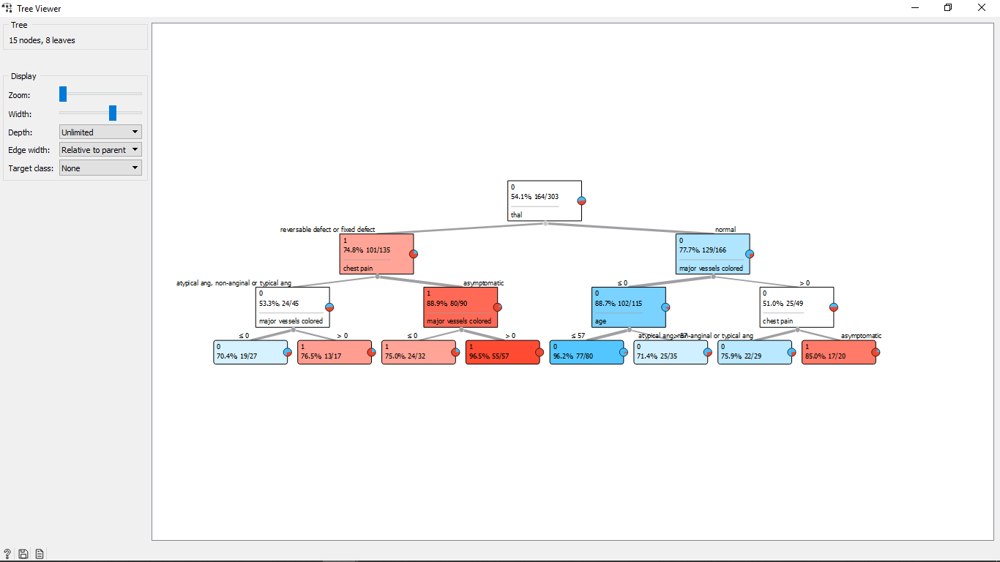 Tree Viewer
Tree
15 nodes, 8 leaves
Display
Zoom:
Width:
Depth: Unlimited
Edge width: Relative to parent
Target class: None
0
54.1%, 164/303
thal
reversable defect or fixed defect
normal
1
74.8%, 101/135
chest pain
0
77.7%, 129/166
major vessels colored
atypical ang, non-anginal or typical ang
asymptomatic
≤ 0
> 0
0
53.3%, 24/45
major vessels colored
1
88.9%, 80/90
major vessels colored
0
88.7%, 102/115
age
0
51.0%, 25/49
chest pain
≤ 0
> 0
≤ 0
> 0
≤ 57
> 57
atypical ang, non-anginal or typical ang
asymptomatic
0
70.4%, 19/27
1
76.5%, 13/17
1
75.0%, 24/32
1
96.5%, 55/57
0
96.2%, 77/80
0
71.4%, 25/35
0
75.9%, 22/29
1
85.0%, 17/20
?